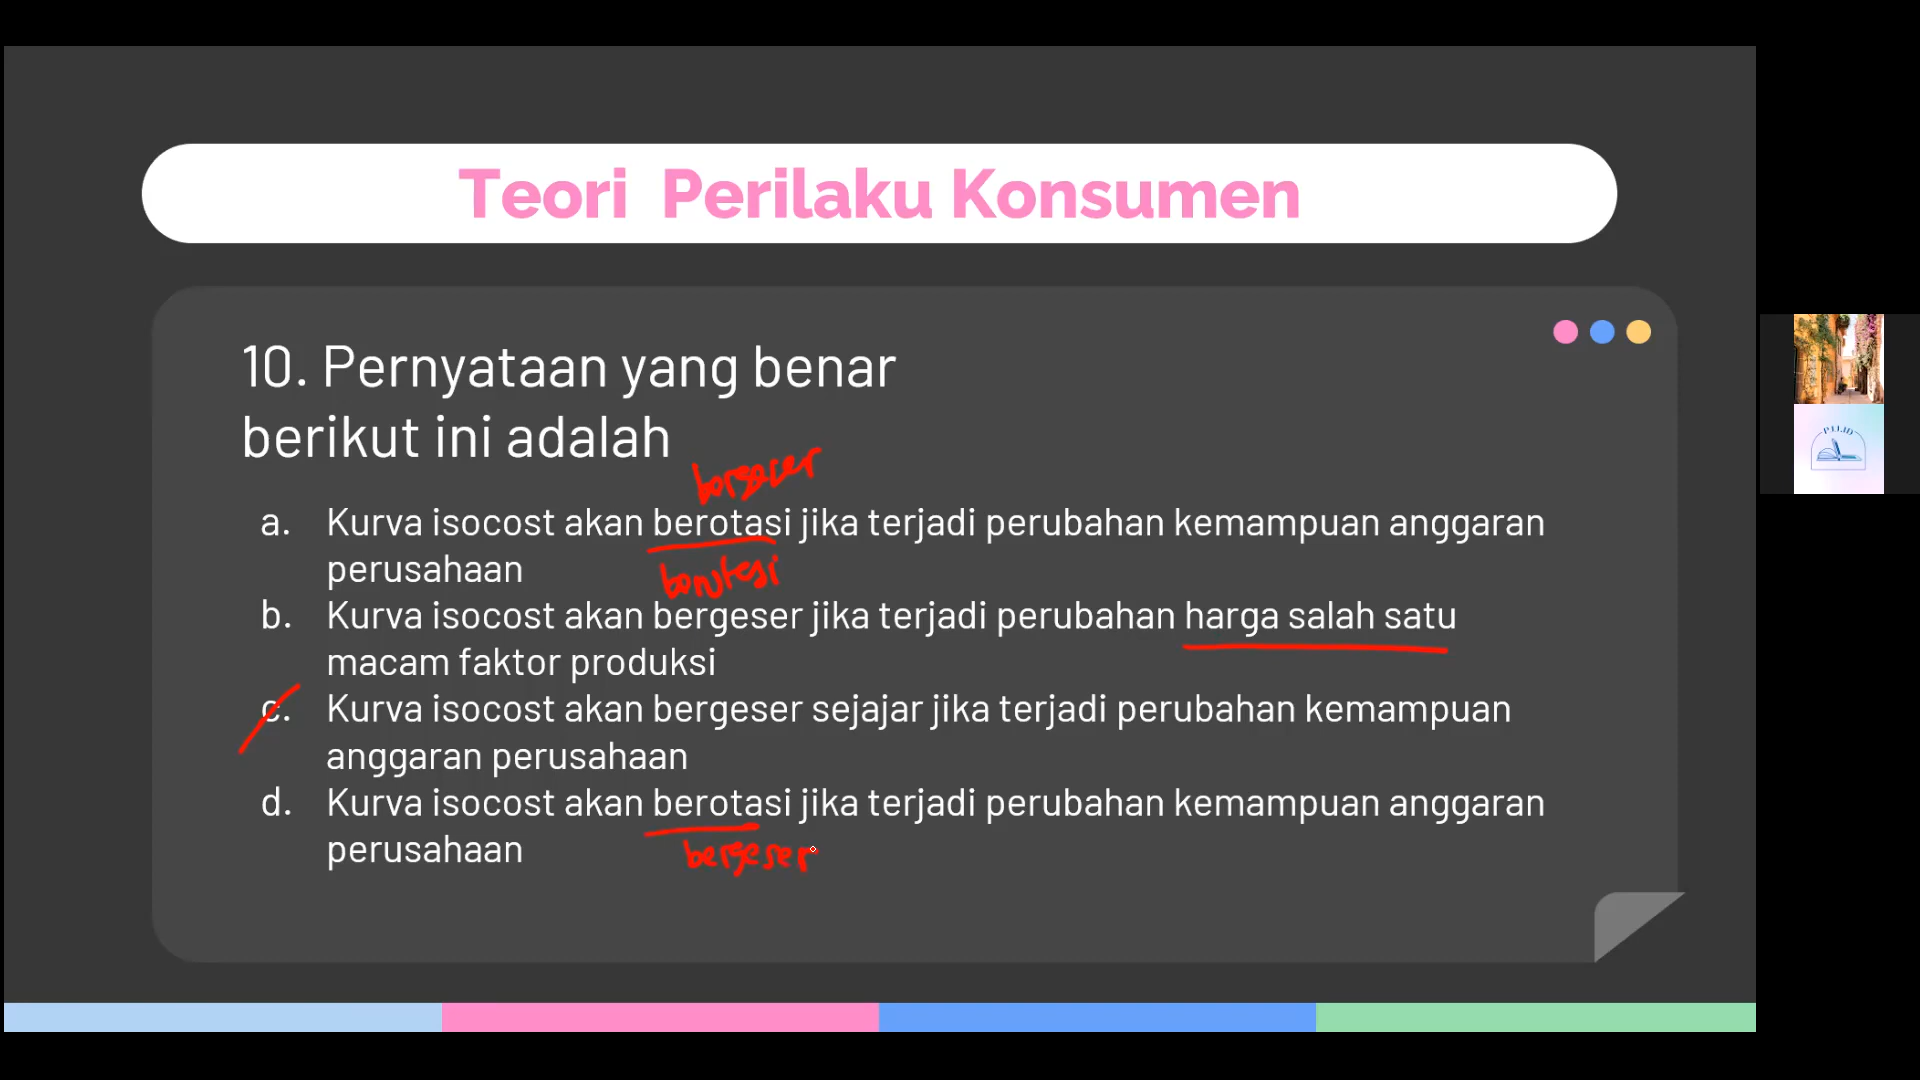 Teori Perilaku Konsumen
10. Pernyataan yang benar
berikut ini adalah
bergeser
a. Kurva isocost akan berotasi jika terjadi perubahan kemampuan anggaran
perusahaan
berotasi
b. Kurva isocost akan bergeser jika terjadi perubahan harga salah satu
macam faktor produksi
c. Kurva isocost akan bergeser sejajar jika terjadi perubahan kemampuan
anggaran perusahaan
d. Kurva isocost akan berotasi jika terjadi perubahan kemampuan anggaran
perusahaan
bergeser